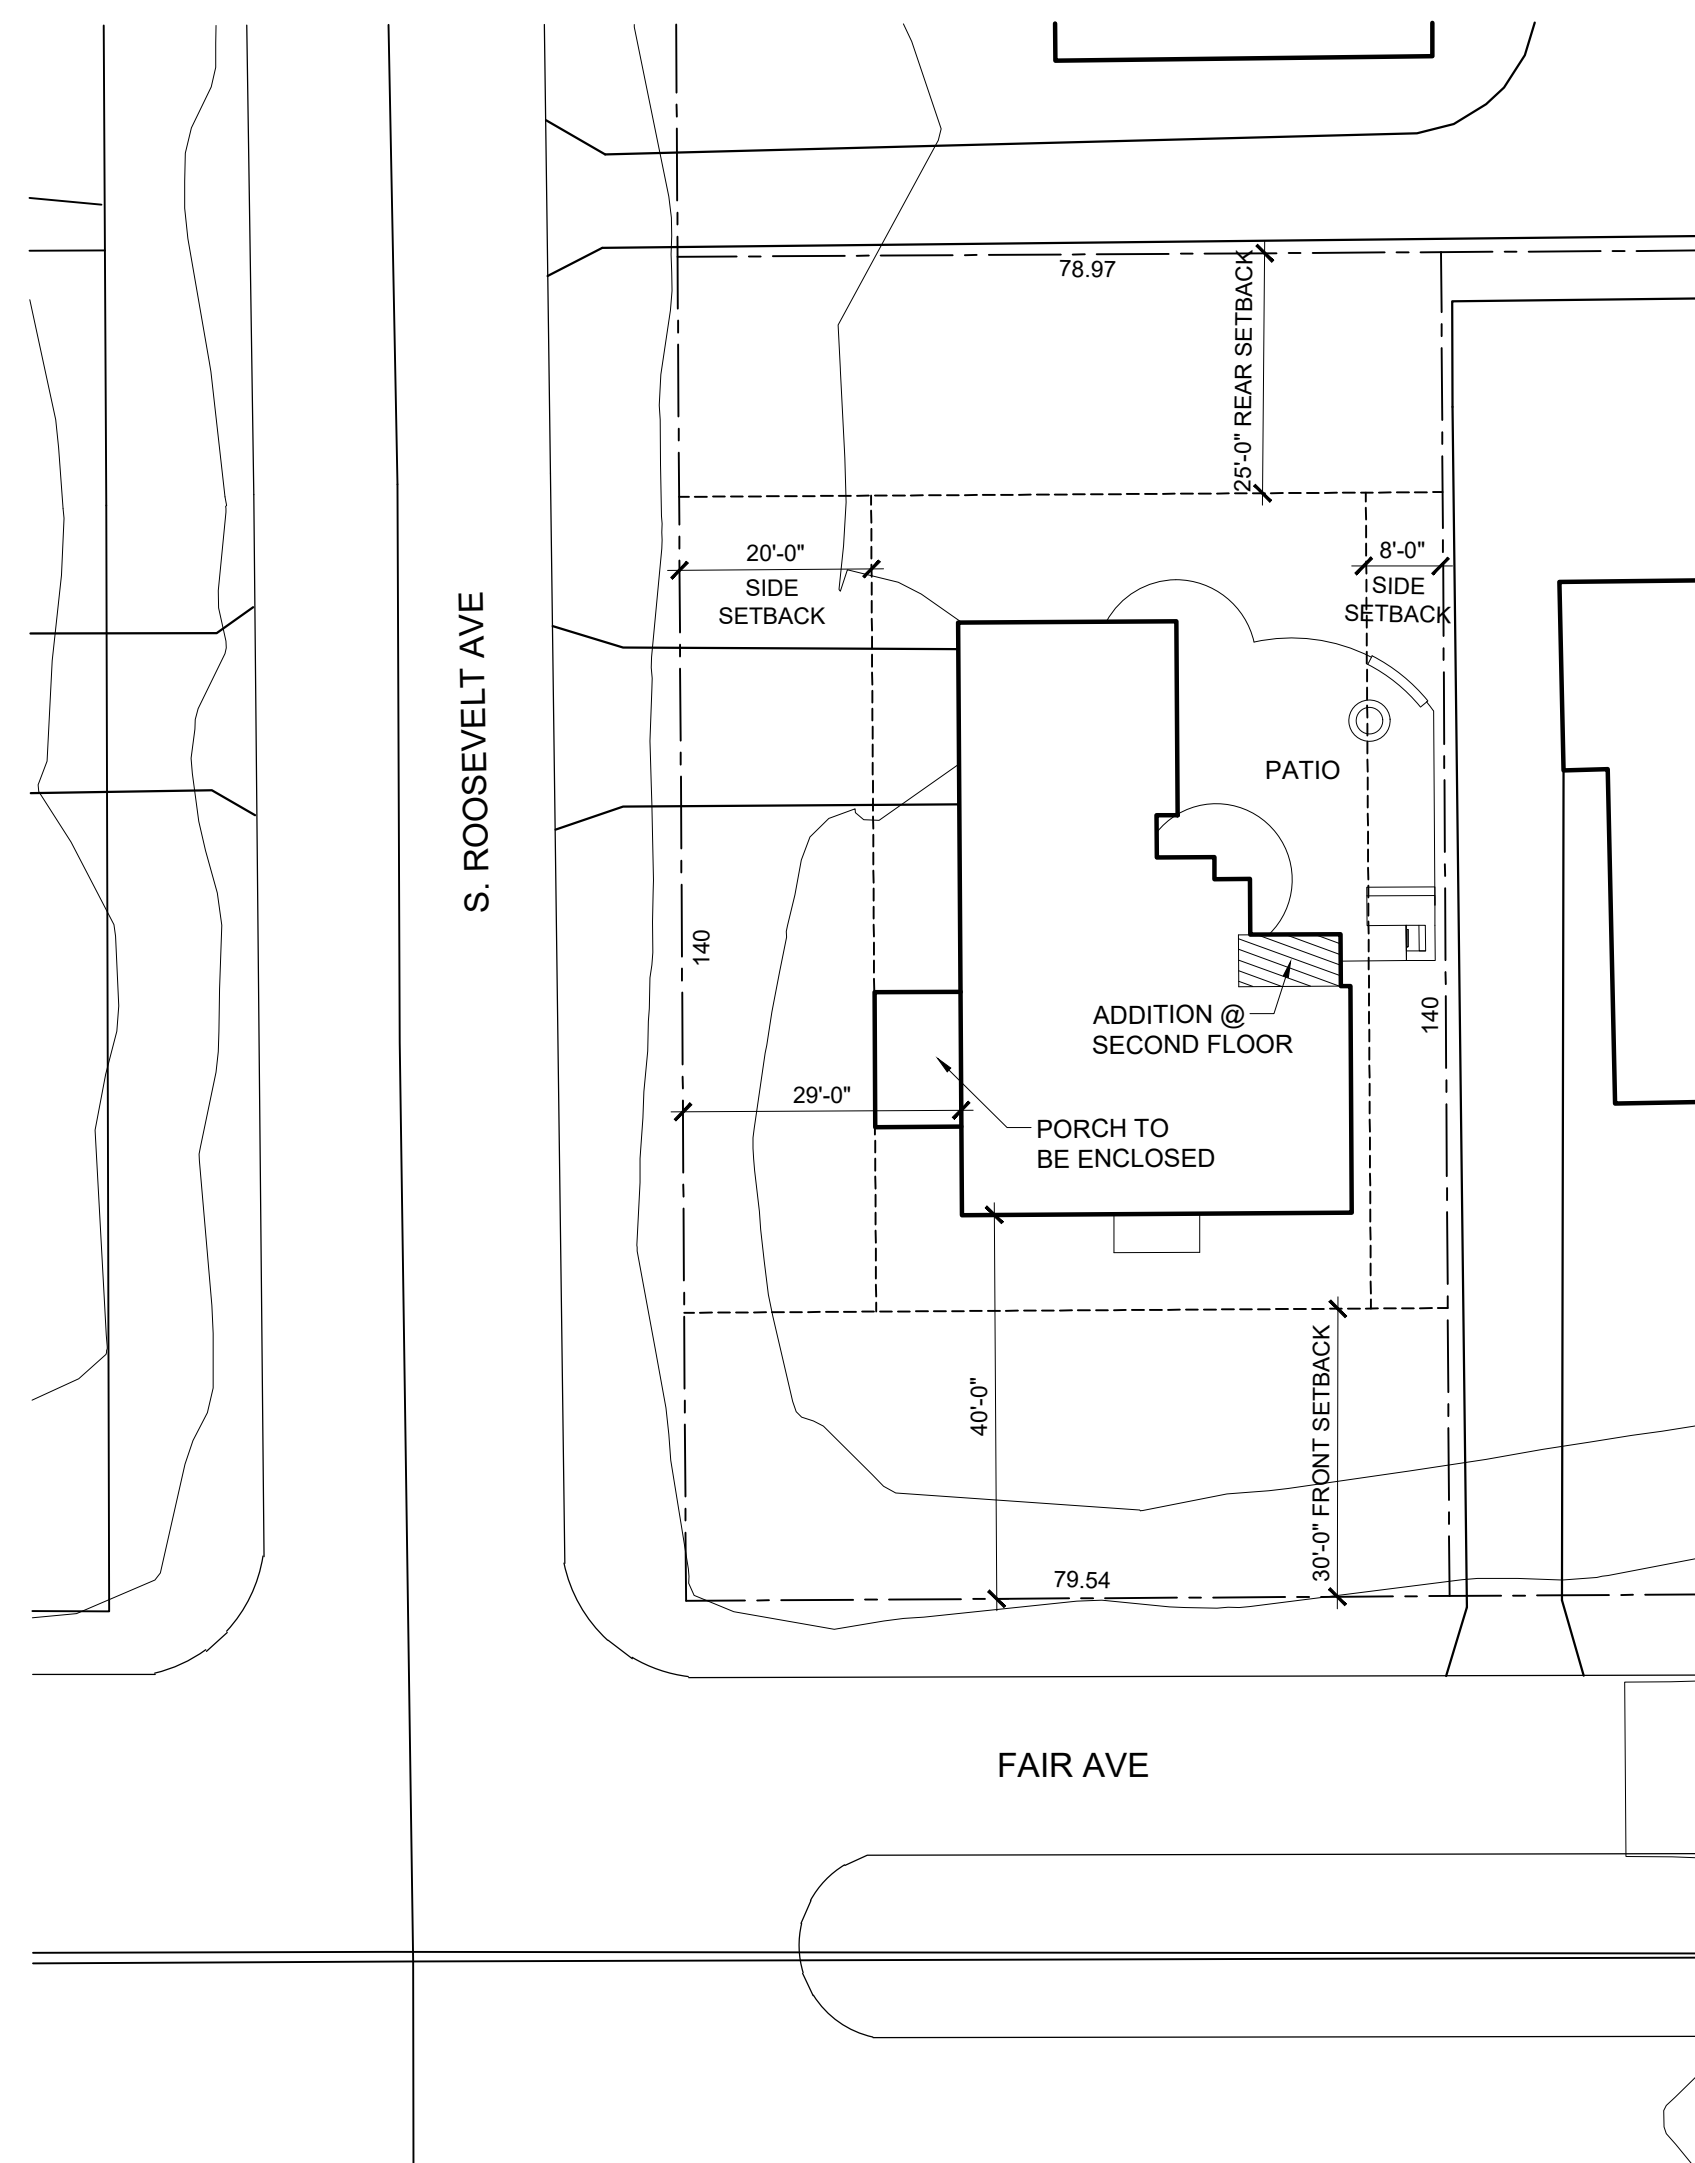 78.97
25'-0" REAR SETBACK
20'-0"
SIDE
SETBACK
8'-0"
SIDE
SETBACK
S. ROOSEVELT AVE
PATIO
140
140
ADDITION @
SECOND FLOOR
29'-0"
PORCH TO
BE ENCLOSED
40'-0"
30'-0" FRONT SETBACK
79.54
FAIR AVE